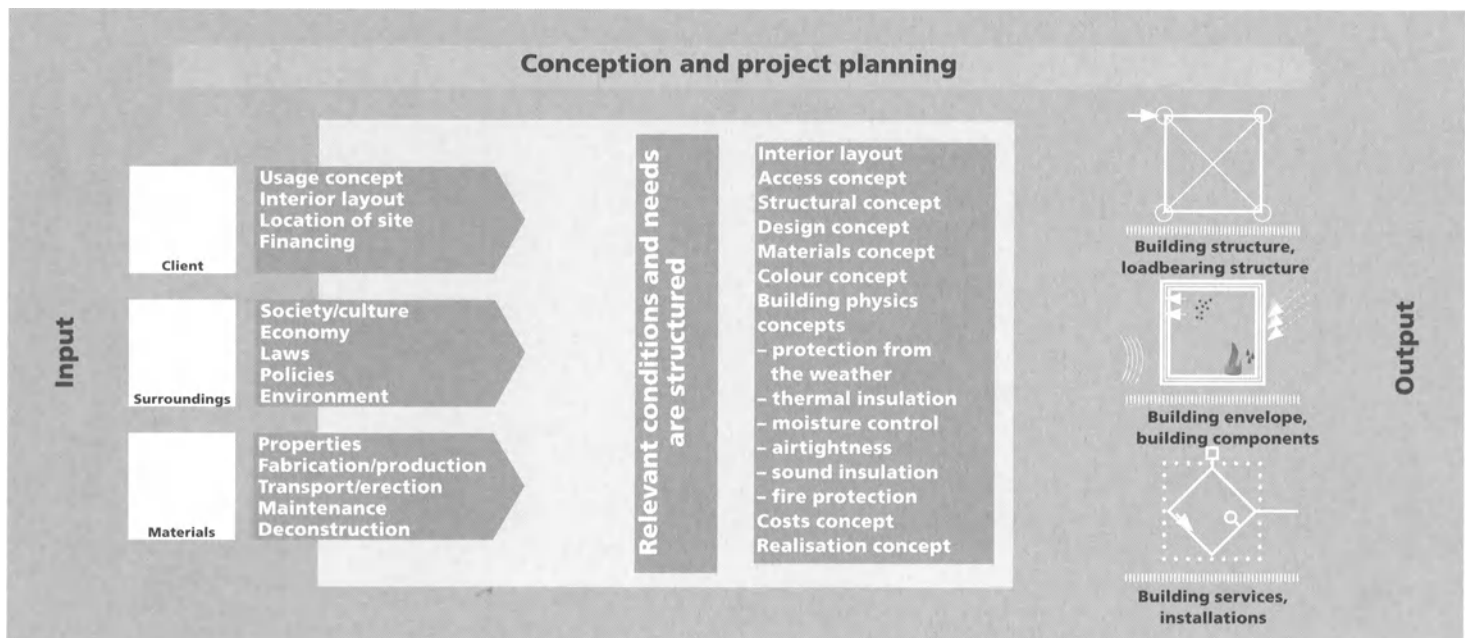 Conception and project planning
Input
Client
Usage concept
Interior layout
Location of site
Financing
Surroundings
Society/culture
Economy
Laws
Policies
Environment
Materials
Properties
Fabrication/production
Transport/erection
Maintenance
Deconstruction
Relevant conditions and needs
are structured
Interior layout
Access concept
Structural concept
Design concept
Materials concept
Colour concept
Building physics
concepts
– protection from
the weather
– thermal insulation
– moisture control
– airtightness
– sound insulation
– fire protection
Costs concept
Realisation concept
Building structure,
loadbearing structure
Building envelope,
building components
Building services,
installations
Output